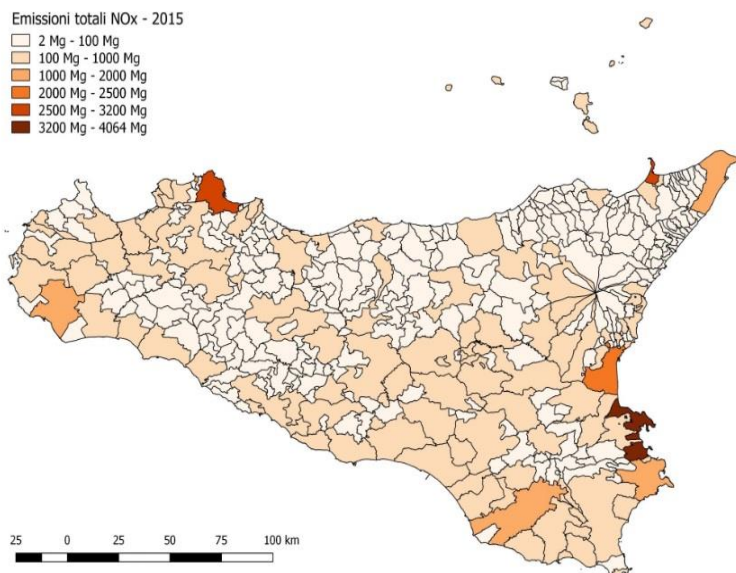 Emissioni totali NOx - 2015
2 Mg - 100 Mg
100 Mg - 1000 Mg
1000 Mg - 2000 Mg
2000 Mg - 2500 Mg
2500 Mg - 3200 Mg
3200 Mg - 4064 Mg
25 0 25 50 75 100 km